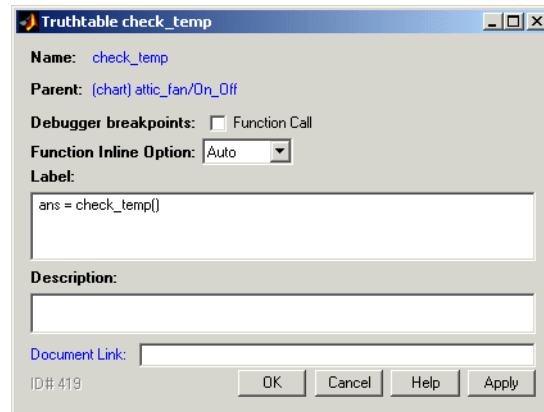 Truthtable check_temp
Name: check_temp
Parent: (chart) attic_fan/On_Off
Debugger breakpoints: Function Call
Function Inline Option: Auto
Label:
ans = check_temp()
Description:
Document Link:
ID# 419 OK Cancel Help Apply